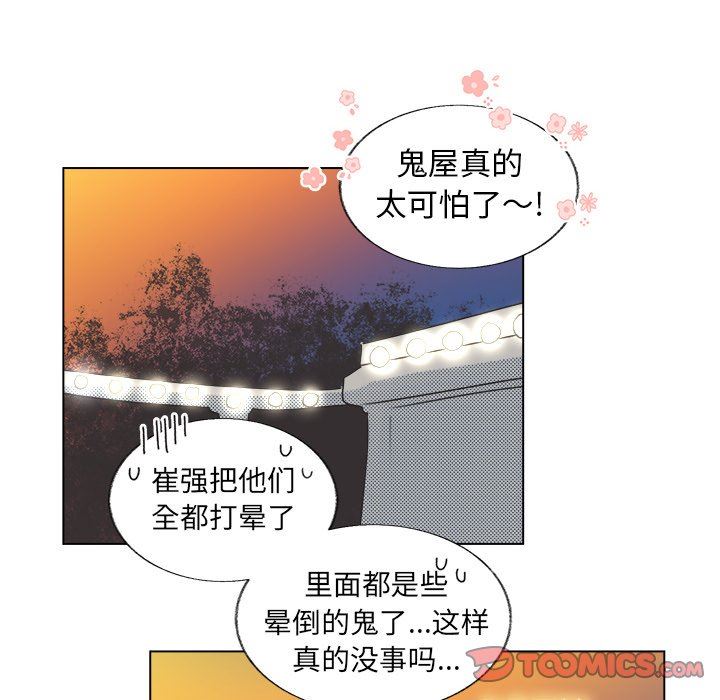 鬼屋真的
太可怕了～!
崔强把他们
全都打晕了
里面都是些
晕倒的鬼了...这样
真的没事吗...
TOOMICS.COM